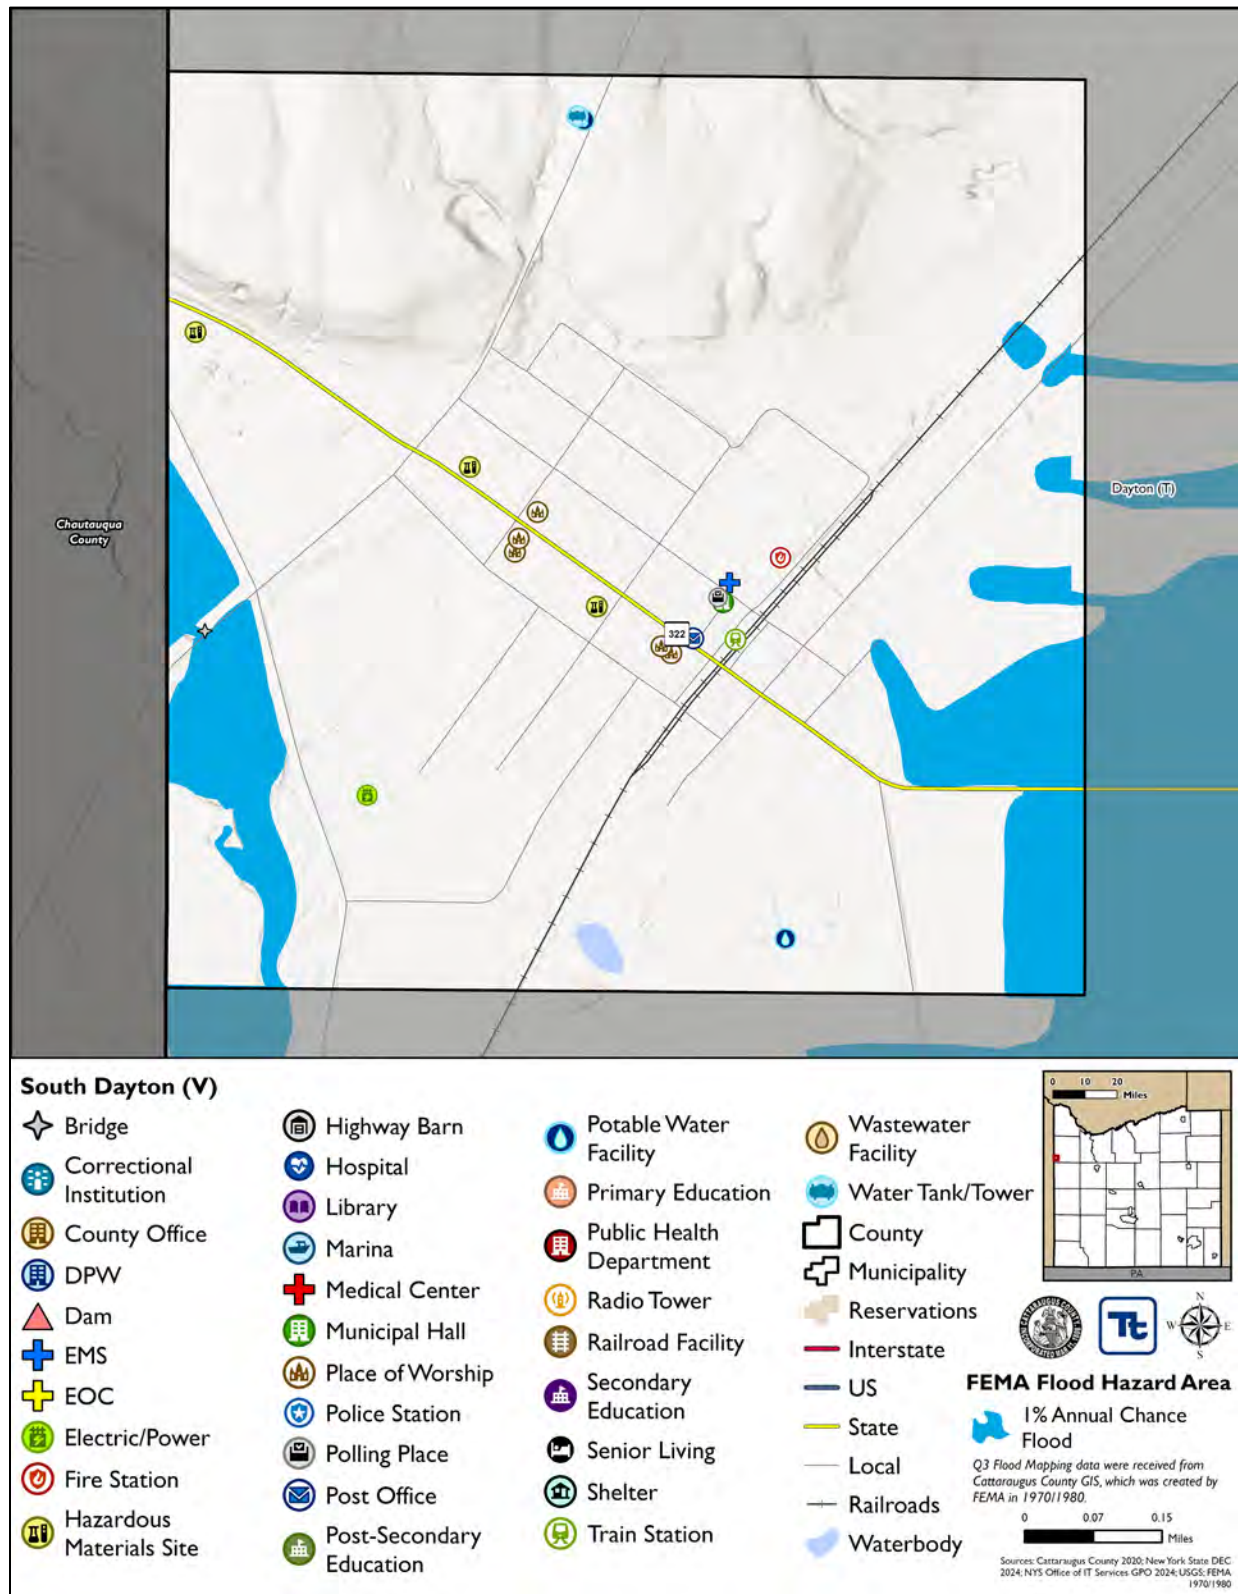 Chautauqua
County
Dayton (T)
322
South Dayton (V)
Bridge
Correctional
Institution
County Office
DPW
Dam
EMS
EOC
Electric/Power
Fire Station
Hazardous
Materials Site
Highway Barn
Hospital
Library
Marina
Medical Center
Municipal Hall
Place of Worship
Police Station
Polling Place
Post Office
Post-Secondary
Education
Potable Water
Facility
Primary Education
Public Health
Department
Radio Tower
Railroad Facility
Secondary
Education
Senior Living
Shelter
Train Station
Wastewater
Facility
Water Tank/Tower
County
Municipality
Reservations
Interstate
US
State
Local
Railroads
Waterbody
0 10 20
Miles
PA
CATTARAUGUS COUNTY
Tt
N
W E
S
FEMA Flood Hazard Area
1% Annual Chance
Flood
Q3 Flood Mapping data were received from
Cattaraugus County GIS, which was created by
FEMA in 1970/1980.
0 0.07 0.15
Miles
Sources: Cattaraugus County 2020; New York State DEC
2024; NYS Office of IT Services GPO 2024; USGS; FEMA
1970/1980